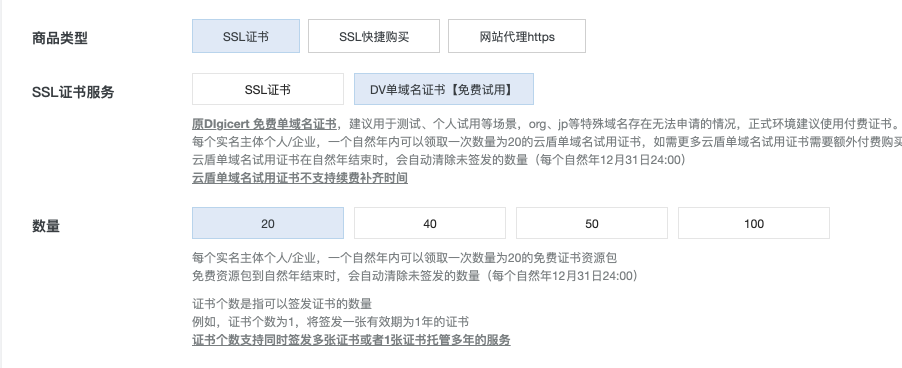 商品类型
SSL证书
SSL快捷购买
网站代理https
SSL证书服务
SSL证书
DV单域名证书【免费试用】
原DIgicert 免费单域名证书，建议用于测试、个人试用等场景，org、jp等特殊域名存在无法申请的情况，正式环境建议使用付费证书。
每个实名主体个人/企业，一个自然年内可以领取一次数量为20的云盾单域名试用证书，如需更多云盾单域名试用证书需要额外付费购买
云盾单域名试用证书在自然年结束时，会自动清除未签发的数量（每个自然年12月31日24:00）
云盾单域名试用证书不支持续费补齐时间
数量
20
40
50
100
每个实名主体个人/企业，一个自然年内可以领取一次数量为20的免费证书资源包
免费资源包到自然年结束时，会自动清除未签发的数量（每个自然年12月31日24:00）
证书个数是指可以签发证书的数量
例如，证书个数为1，将签发一张有效期为1年的证书
证书个数支持同时签发多张证书或者1张证书托管多年的服务